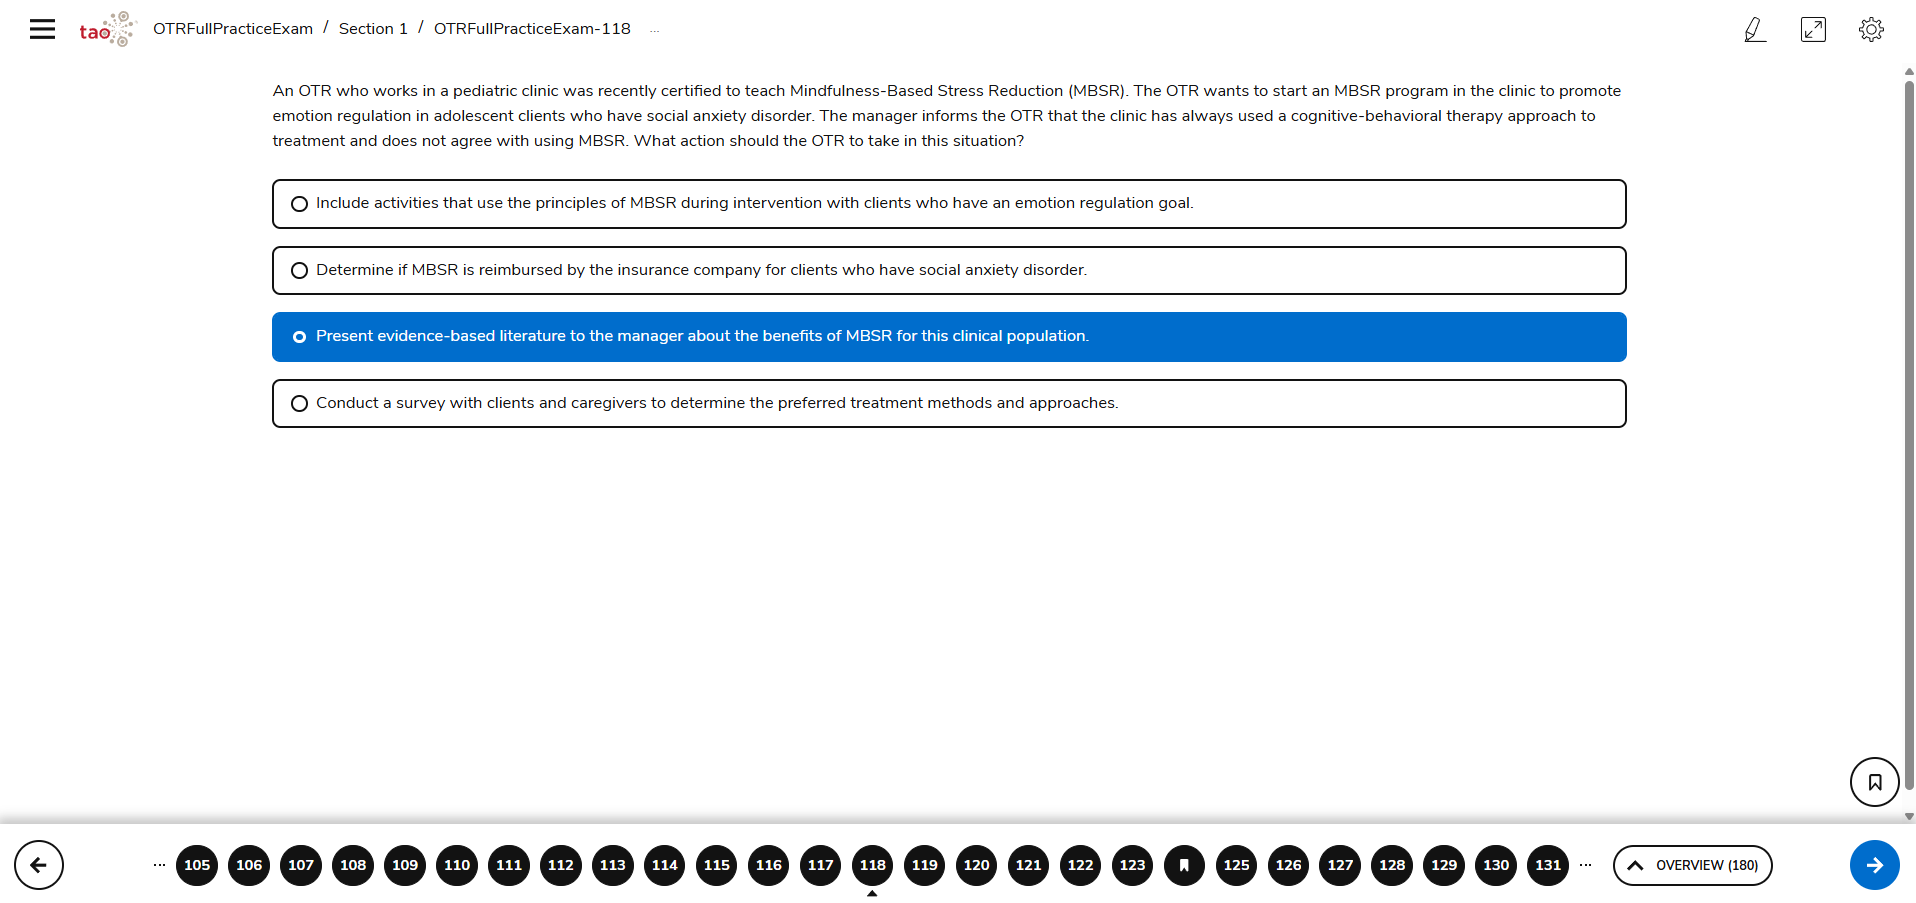 tao OTRFullPracticeExam / Section 1 / OTRFullPracticeExam-118 ...
An OTR who works in a pediatric clinic was recently certified to teach Mindfulness-Based Stress Reduction (MBSR). The OTR wants to start an MBSR program in the clinic to promote
emotion regulation in adolescent clients who have social anxiety disorder. The manager informs the OTR that the clinic has always used a cognitive-behavioral therapy approach to
treatment and does not agree with using MBSR. What action should the OTR to take in this situation?
Include activities that use the principles of MBSR during intervention with clients who have an emotion regulation goal.
Determine if MBSR is reimbursed by the insurance company for clients who have social anxiety disorder.
Present evidence-based literature to the manager about the benefits of MBSR for this clinical population.
Conduct a survey with clients and caregivers to determine the preferred treatment methods and approaches.
... 105 106 107 108 109 110 111 112 113 114 115 116 117 118 119 120 121 122 123 125 126 127 128 129 130 131 ... OVERVIEW (180)